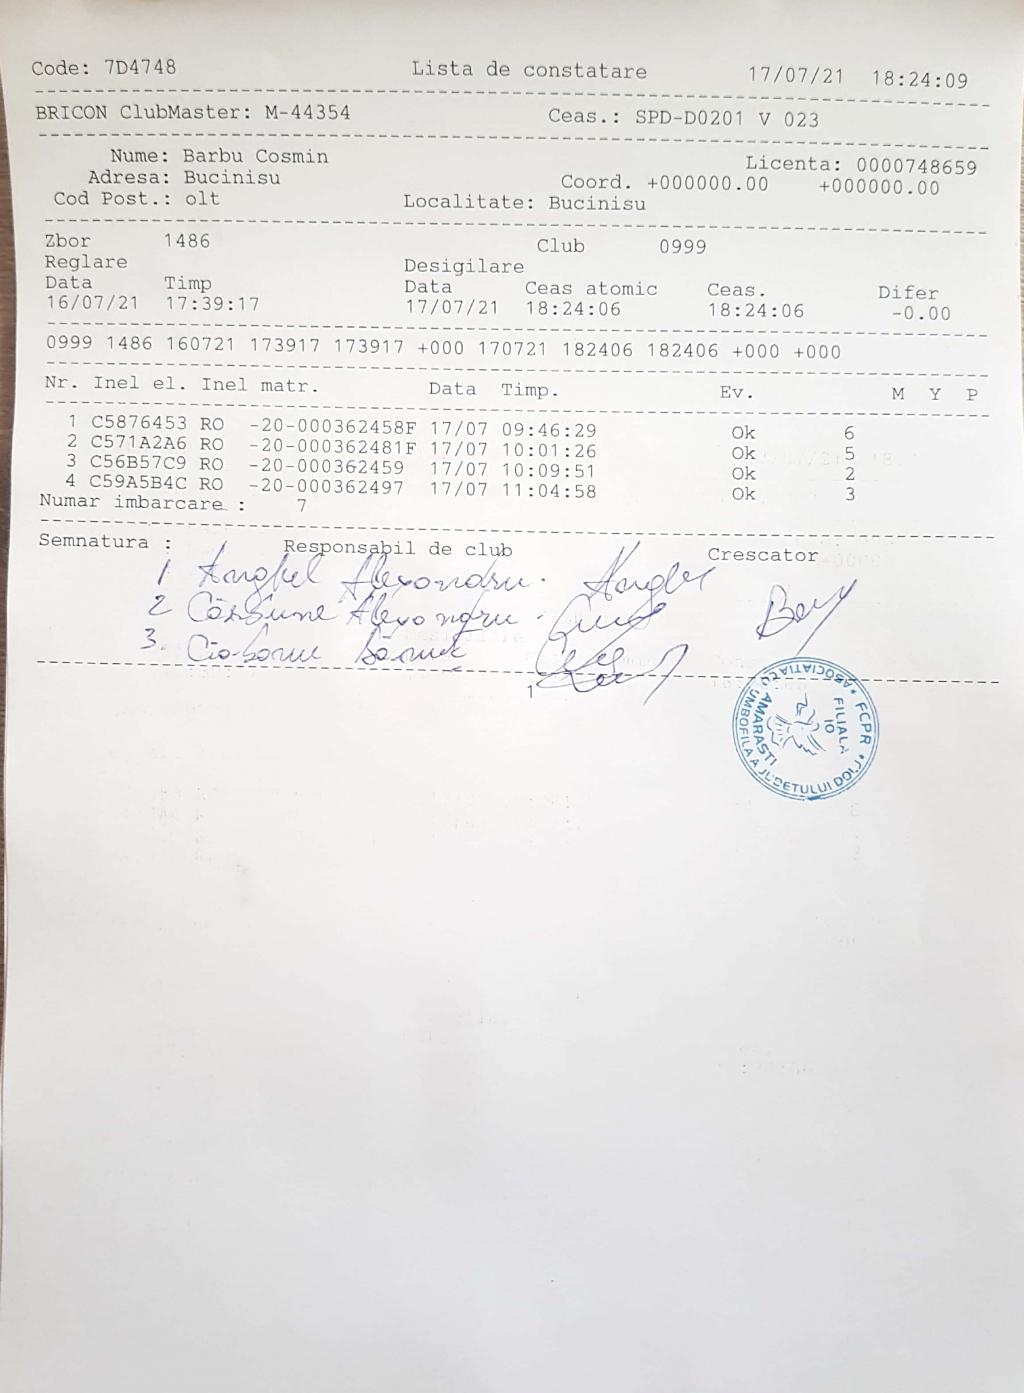 Code: 7D4748 Lista de constatare 17/07/21 18:24:09
BRICON ClubMaster: M-44354 Ceas.: SPD-D0201 V 023
Nume: Barbu Cosmin Licenta: 0000748659
Adresa: Bucinisu Coord. +000000.00 +000000.00
Cod Post.: olt Localitate: Bucinisu
Zbor 1486 Club 0999
Reglare Desigilare
Data Timp Data Ceas atomic Ceas. Difer
16/07/21 17:39:17 17/07/21 18:24:06 18:24:06 -0.00
0999 1486 160721 173917 173917 +000 170721 182406 182406 +000 +000
Nr. Inel el. Inel matr. Data Timp. Ev. M Y P
1 C5876453 RO -20-000362458F 17/07 09:46:29 Ok 6
2 C571A2A6 RO -20-000362481F 17/07 10:01:26 Ok 5
3 C56B57C9 RO -20-000362459 17/07 10:09:51 Ok 2
4 C59A5B4C RO -20-000362497 17/07 11:04:58 Ok 3
Numar imbarcare : 7
Semnatura : Responsabil de club Crescator
1 Anghel Alexandru.
2 Alexandru.
3.
1
FCPR
ASOCIATIA COLUMBOFILA A JUDETULUI DOLJ
FILIALA
10
AMARASTI